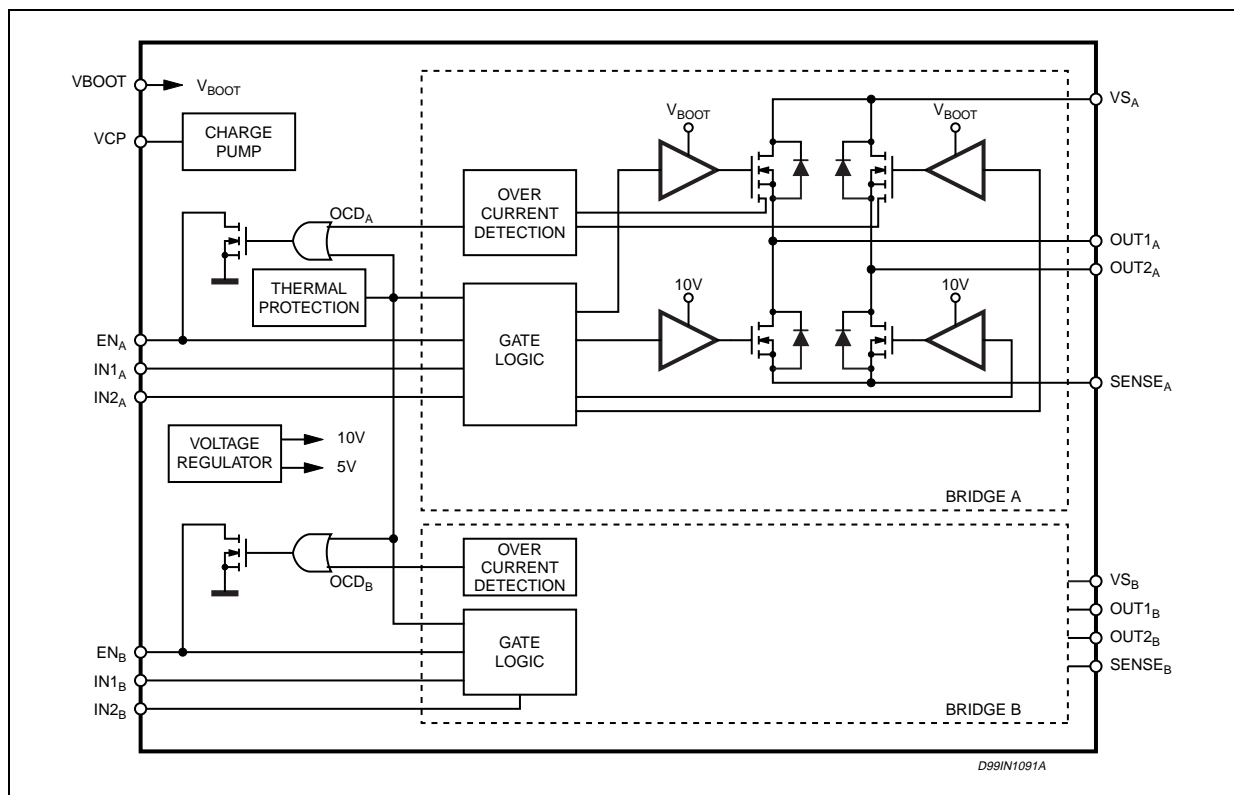 VBOOT
VBOOT
VCP
CHARGE
PUMP
VBOOT
VBOOT
VSA
OVER
CURRENT
DETECTION
OCDA
OUT1A
OUT2A
THERMAL
PROTECTION
10V
10V
ENA
GATE
LOGIC
IN1A
IN2A
SENSEA
VOLTAGE
REGULATOR
10V
5V
BRIDGE A
OVER
CURRENT
DETECTION
OCDB
VSB
OUT1B
OUT2B
SENSEB
GATE
LOGIC
ENB
IN1B
IN2B
BRIDGE B
D99IN1091A